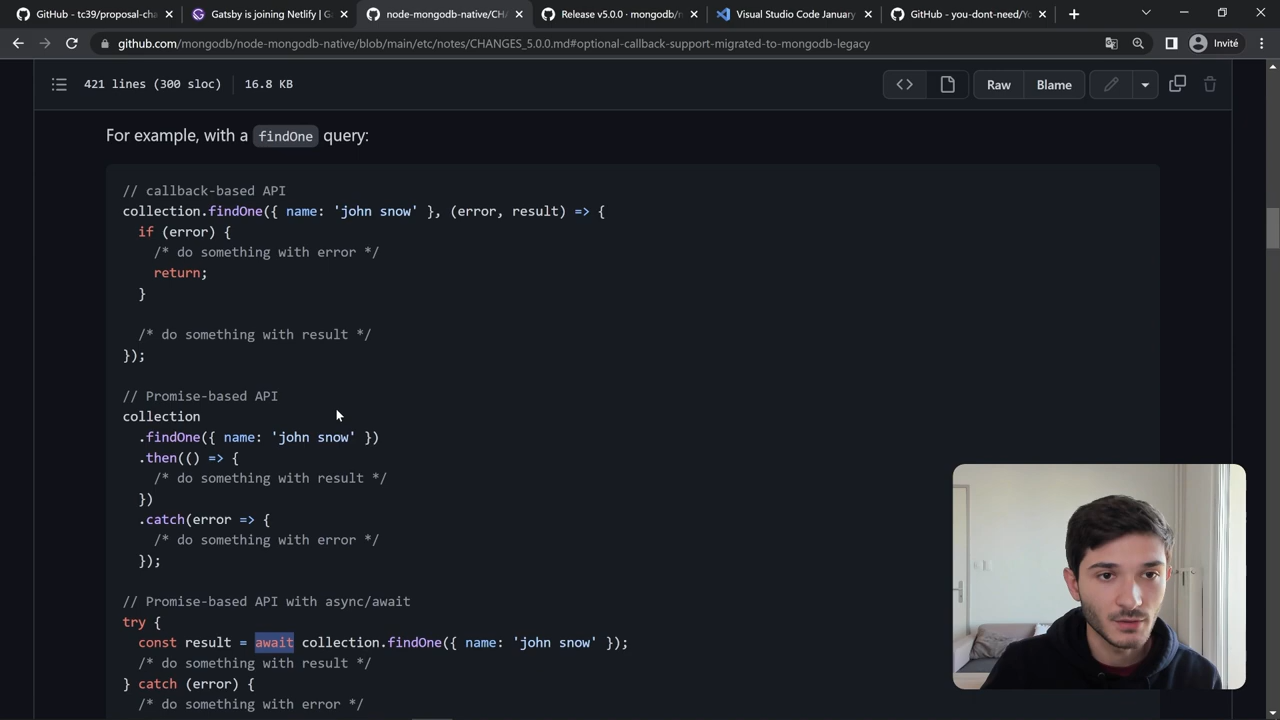 GitHub - tc39/proposal-cha
Gatsby is joining Netlify | Ga
node-mongodb-native/CH
Release v5.0.0 · mongodb/n
Visual Studio Code January
GitHub - you-dont-need/Yo
github.com/mongodb/node-mongodb-native/blob/main/etc/notes/CHANGES_5.0.0.md#optional-callback-support-migrated-to-mongodb-legacy
Invité
421 lines (300 sloc)
16.8 KB
Raw
Blame
For example, with a findOne query:
// callback-based API
collection.findOne({ name: 'john snow' }, (error, result) => {
if (error) {
/* do something with error */
return;
}
/* do something with result */
});
// Promise-based API
collection
.findOne({ name: 'john snow' })
.then(() => {
/* do something with result */
})
.catch(error => {
/* do something with error */
});
// Promise-based API with async/await
try {
const result = await collection.findOne({ name: 'john snow' });
/* do something with result */
} catch (error) {
/* do something with error */